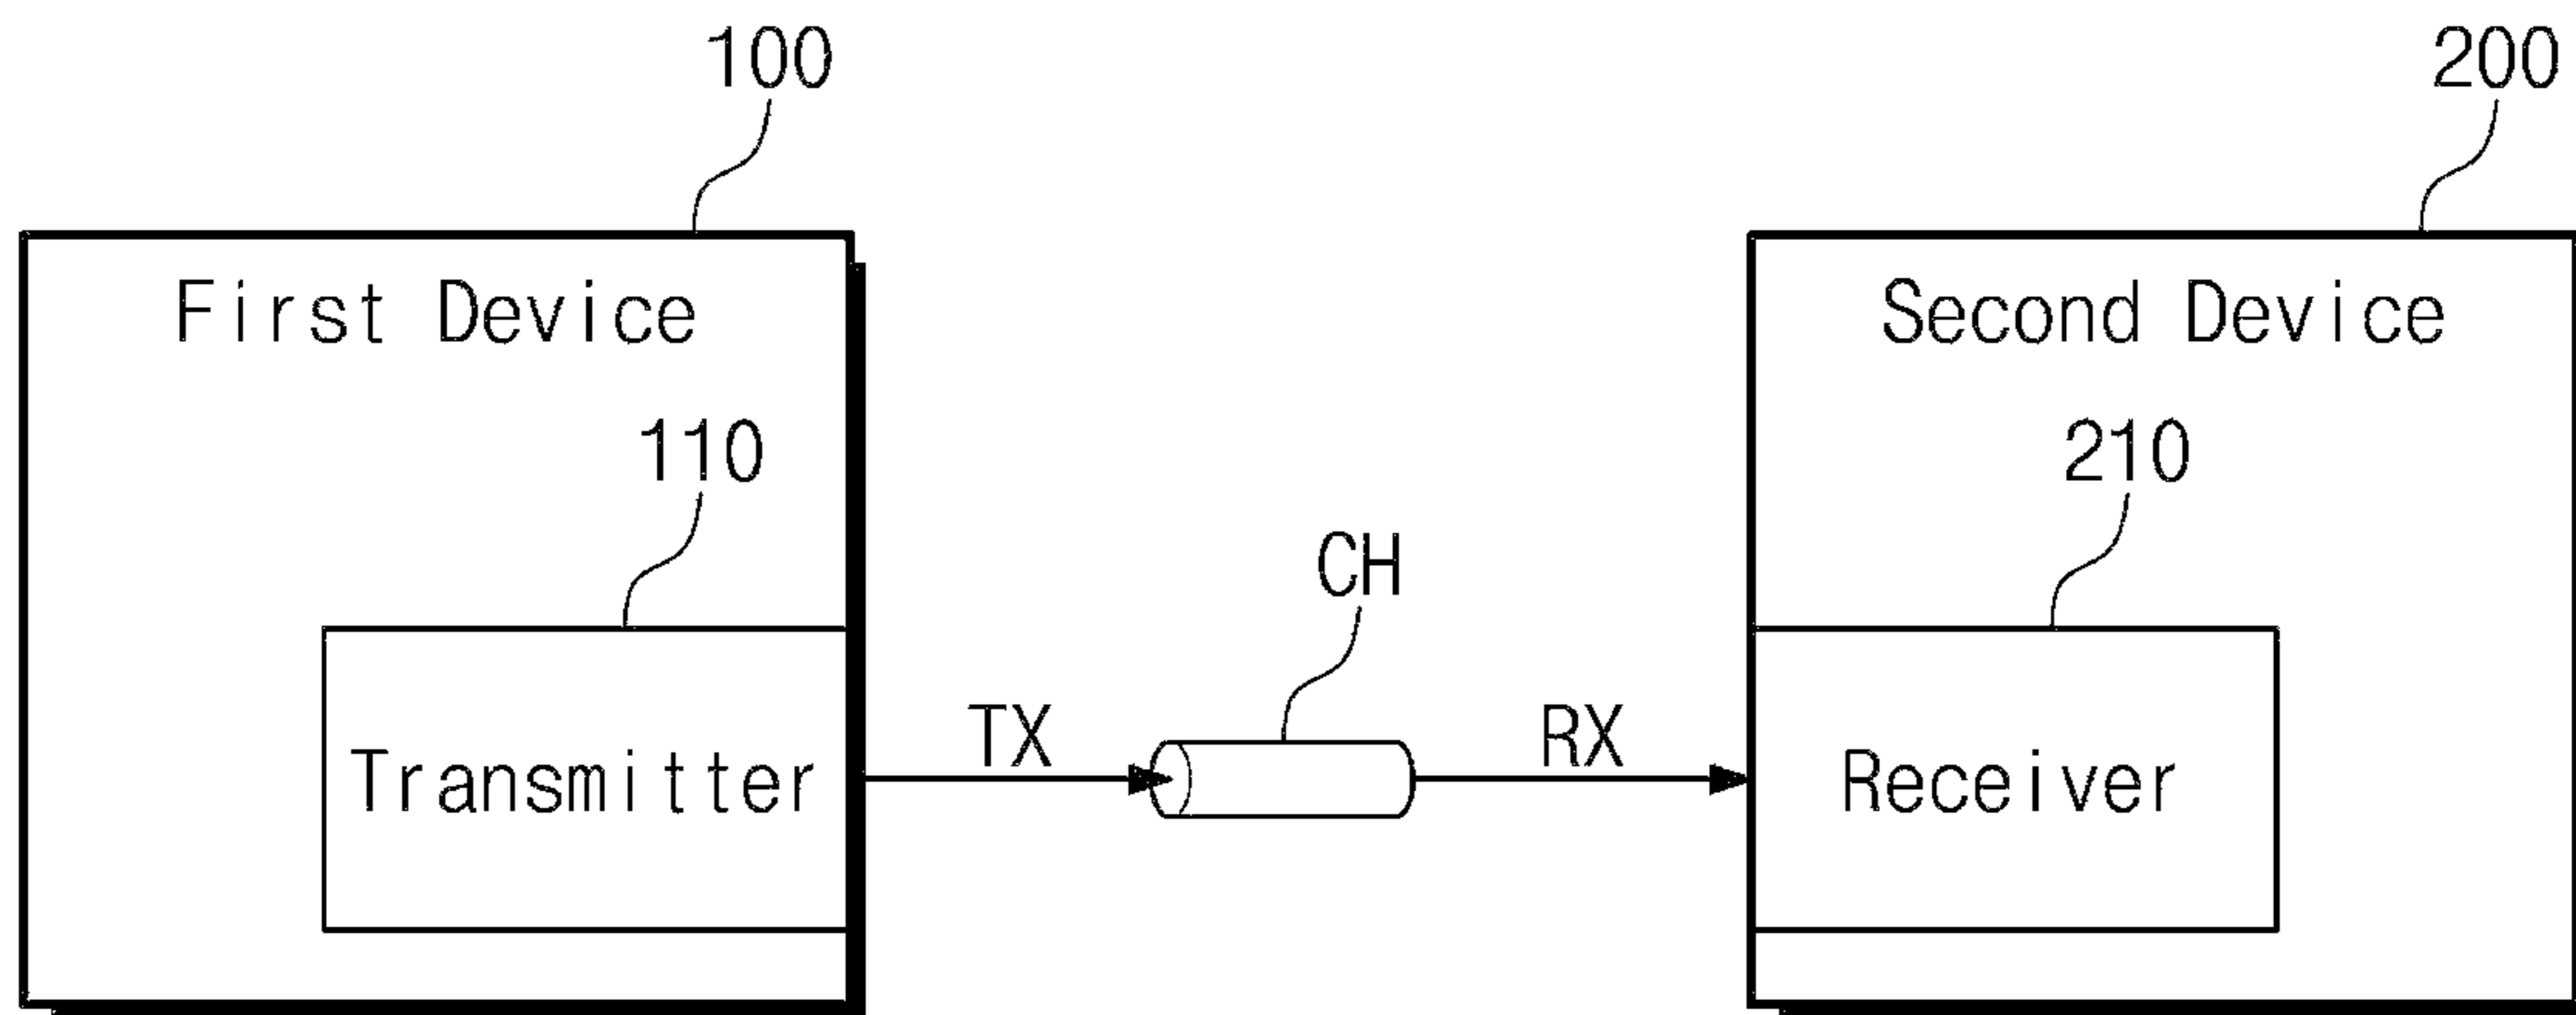 100
200
First Device
Second Device
110
210
CH
TX
RX
Transmitter
Receiver